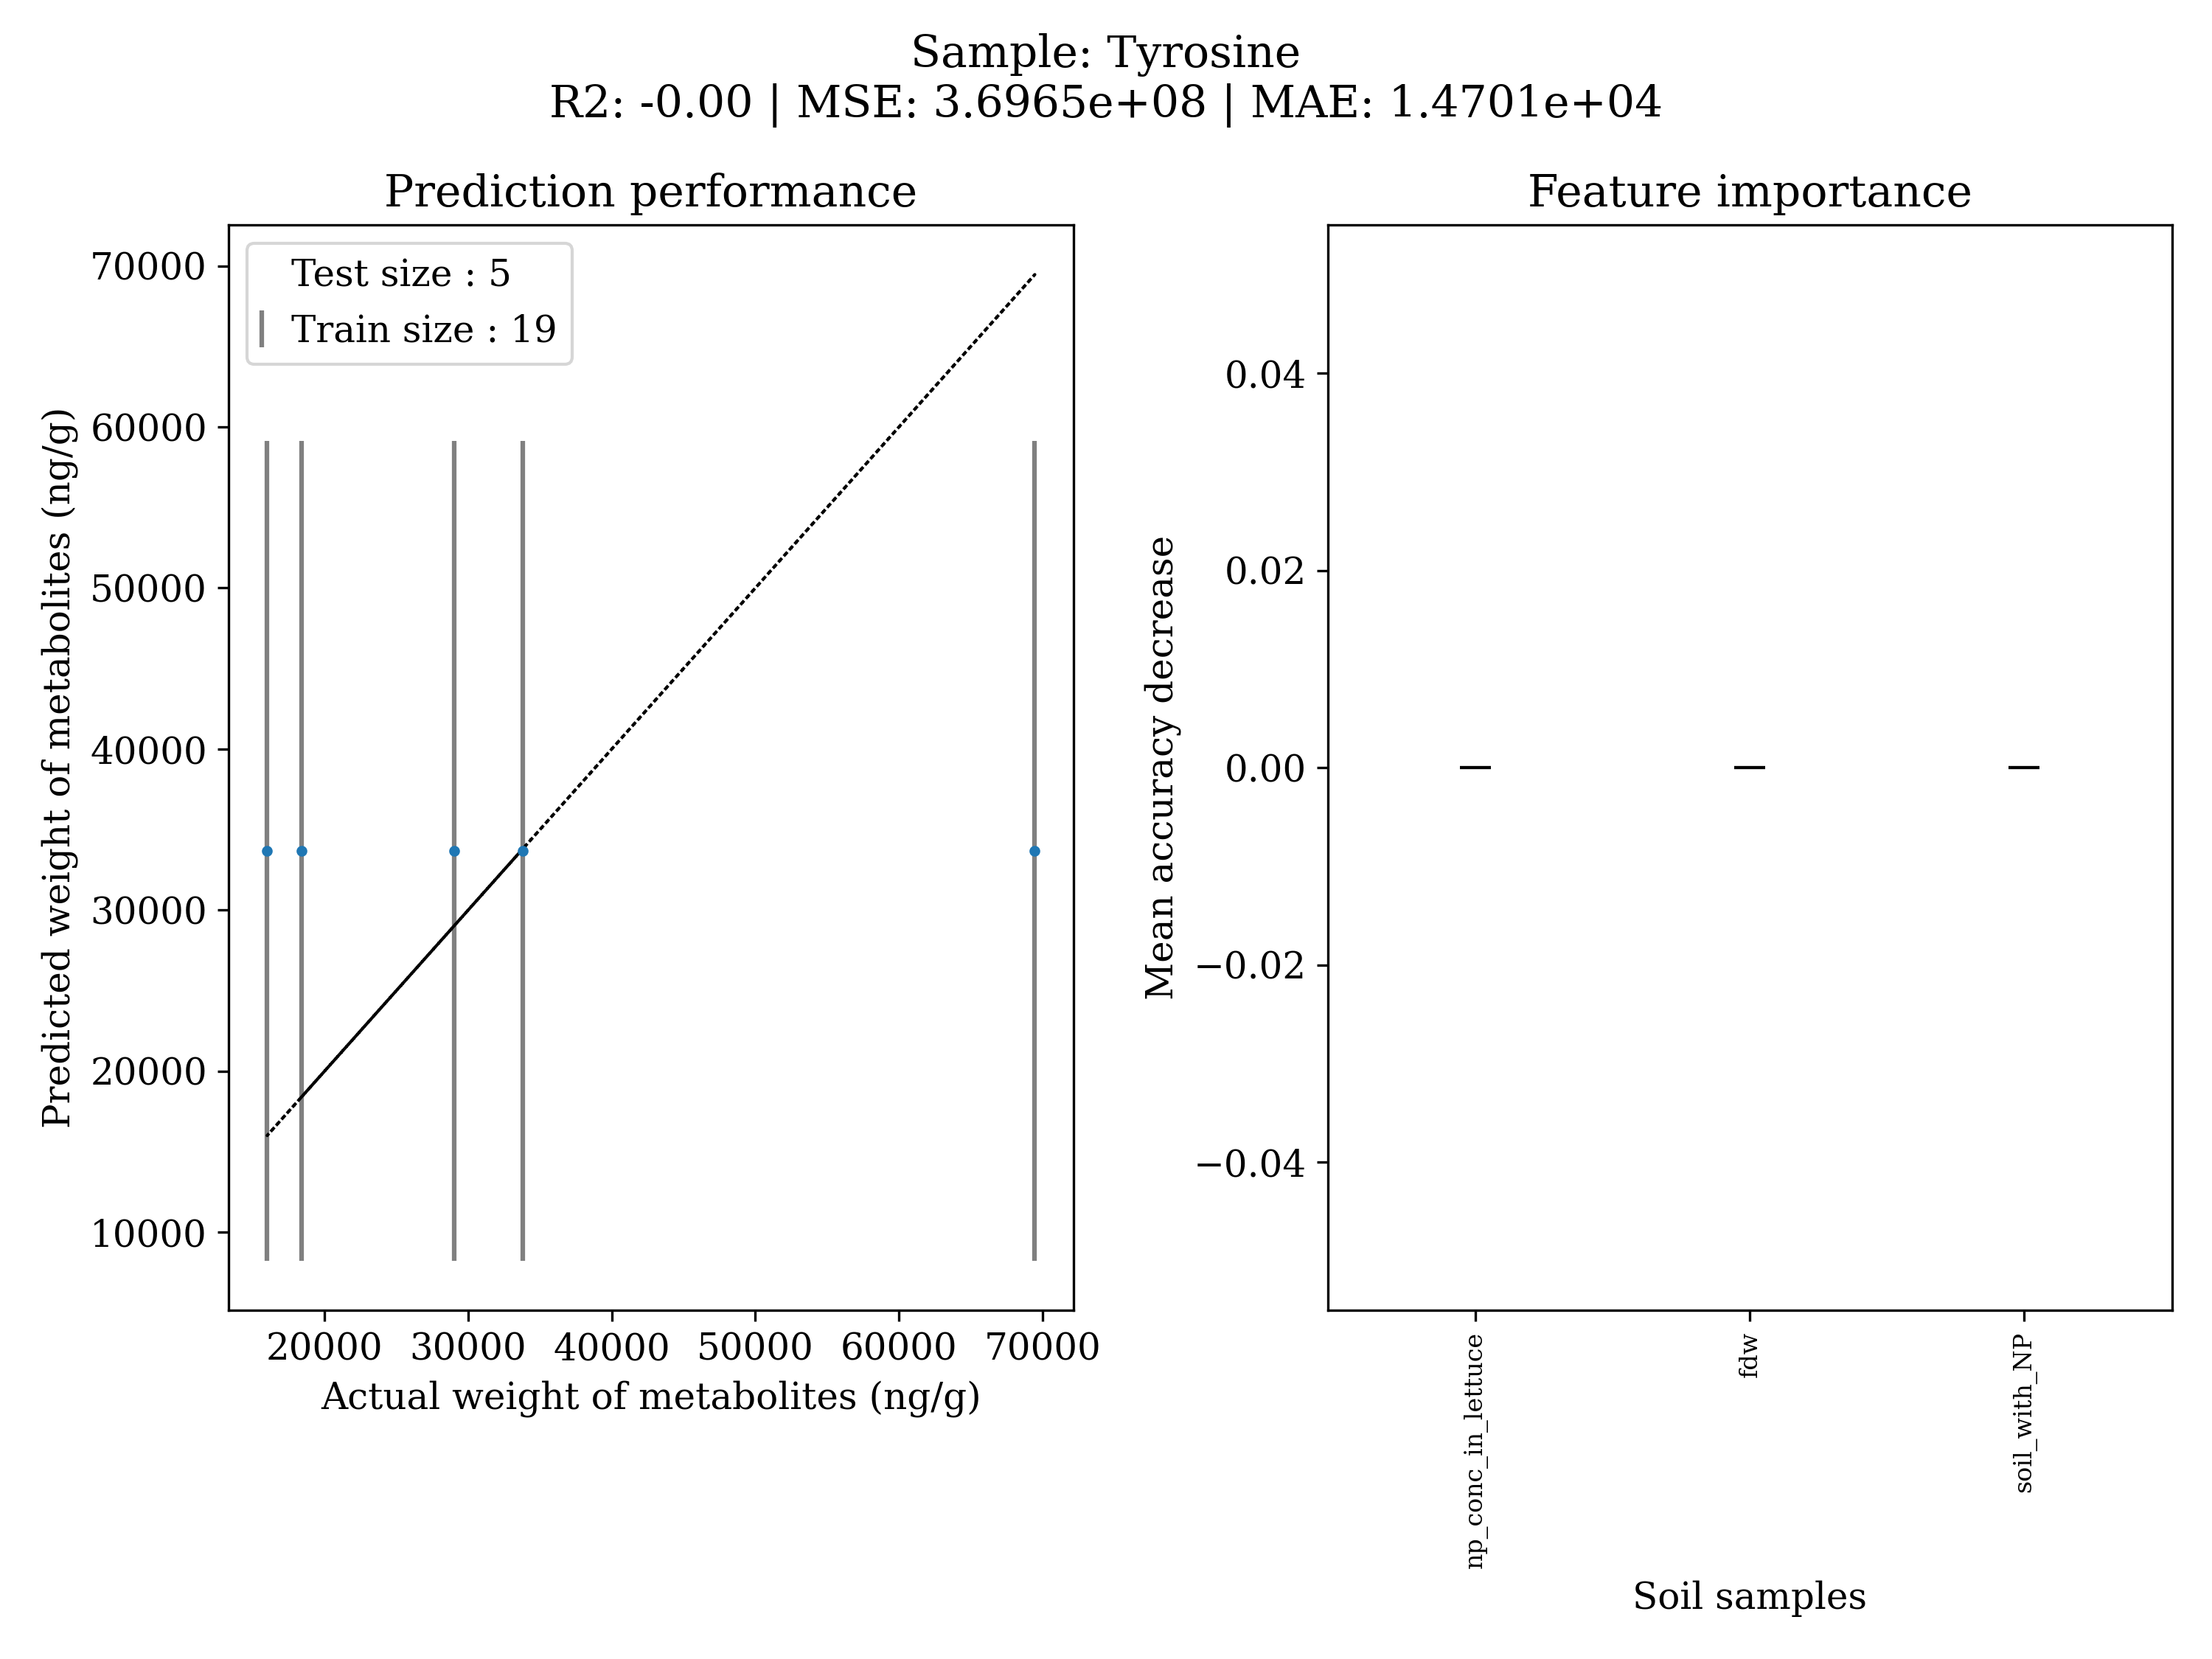 Sample: Tyrosine
R2: -0.00 | MSE: 3.6965e+08 | MAE: 1.4701e+04
Prediction performance
Test size : 5
Train size : 19
70000
60000
50000
40000
30000
20000
10000
Predicted weight of metabolites (ng/g)
20000 30000 40000 50000 60000 70000
Actual weight of metabolites (ng/g)
Feature importance
0.04
0.02
0.00
−0.02
−0.04
Mean accuracy decrease
np_conc_in_lettuce
fdw
soil_with_NP
Soil samples